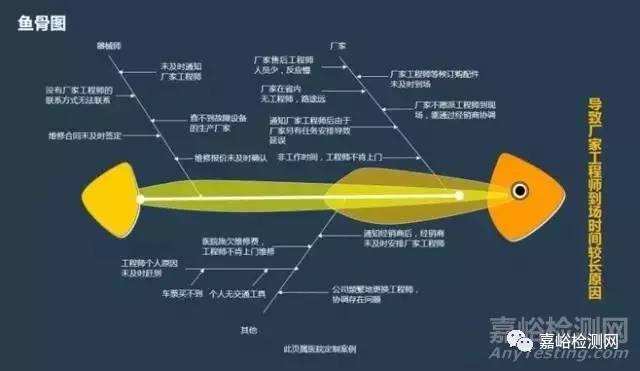 鱼骨图
器械师
未及时通知
厂家工程师
没有厂家工程师的
联系方式无法联系
查不到故障设备
的生产厂家
维修合同未及时签定
维修报价未及时确认
厂家
厂家售后工程师
人员少，反应慢
厂家工程师等候订购配件
未及时到场
厂家在省内
无工程师，路途远
厂家不愿派工程师到现
场，需通过经销商协调
通知厂家工程师后由于
厂家另有任务安排导致
延误
非工作时间，工程师不肯上门
导致厂家工程师到场时间较长原因
医院拖欠维修费，
工程师不肯上门维修
通知经销商后，经销商
未及时安排厂家工程师
工程师个人原因
未及时赶到
车票买不到
个人无交通工具
公司频繁地更换工程师，
协调存在问题
其他
此页属医院定制案例
嘉峪检测网
AnyTesting.com
嘉峪检测网